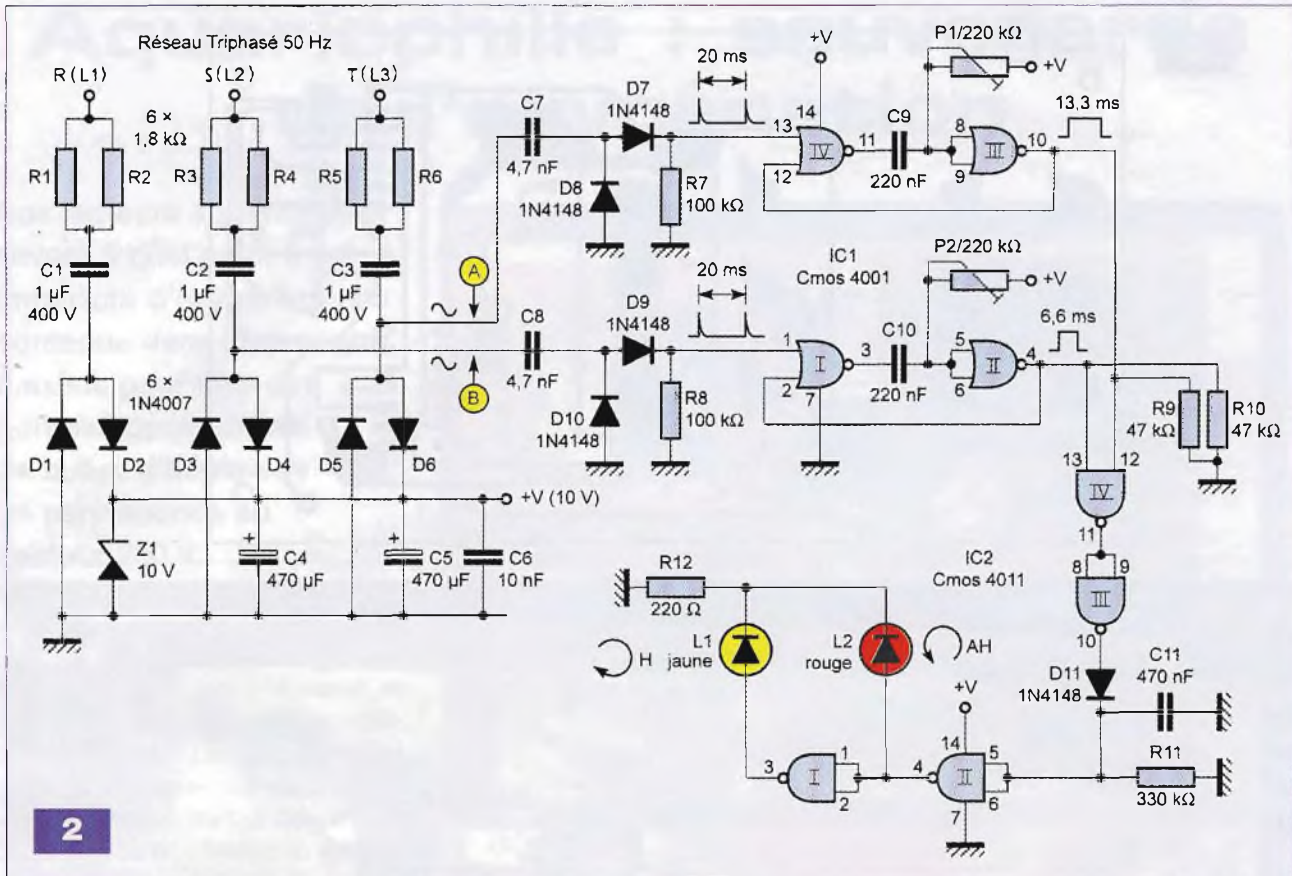 Réseau Triphasé 50 Hz
R (L1)
S (L2)
T (L3)
6 ×
1,8 kΩ
R1
R2
R3
R4
R5
R6
C1
1 µF
400 V
C2
1 µF
400 V
C3
1 µF
400 V
6 ×
1N4007
D1
D2
D3
D4
D5
D6
+V (10 V)
Z1
10 V
+
C4
470 µF
+
C5
470 µF
C6
10 nF
A
B
C7
4,7 nF
C8
4,7 nF
D7
1N4148
D8
1N4148
R7
100 kΩ
20 ms
D9
1N4148
D10
1N4148
R8
100 kΩ
20 ms
+V
14
13
12
IV
11
C9
220 nF
P1/220 kΩ
+V
8
9
III
10
13,3 ms
IC1
Cmos 4001
1
2
7
I
3
C10
220 nF
P2/220 kΩ
+V
5
6
II
4
6,6 ms
R9
47 kΩ
R10
47 kΩ
13
12
IV
11
IC2
Cmos 4011
8
9
III
10
D11
1N4148
C11
470 nF
R11
330 kΩ
R12
220 Ω
H
L1
jaune
L2
rouge
AH
+V
14
5
6
II
4
7
1
2
I
3
2